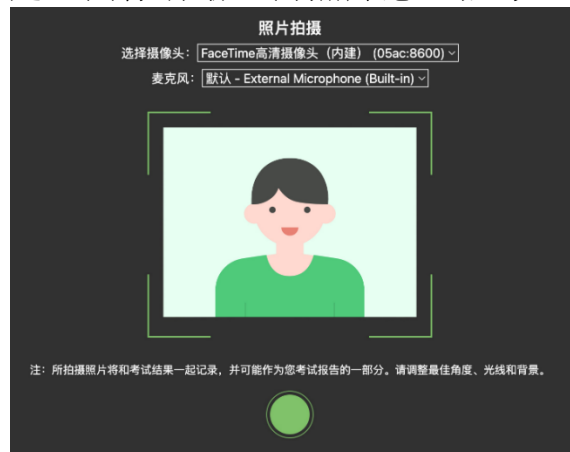 照片拍摄
选择摄像头: FaceTime高清摄像头（内建） (05ac:8600)
麦克风: 默认 - External Microphone (Built-in)
注：所拍摄照片将和考试结果一起记录，并可能作为您考试报告的一部分。请调整最佳角度、光线和背景。